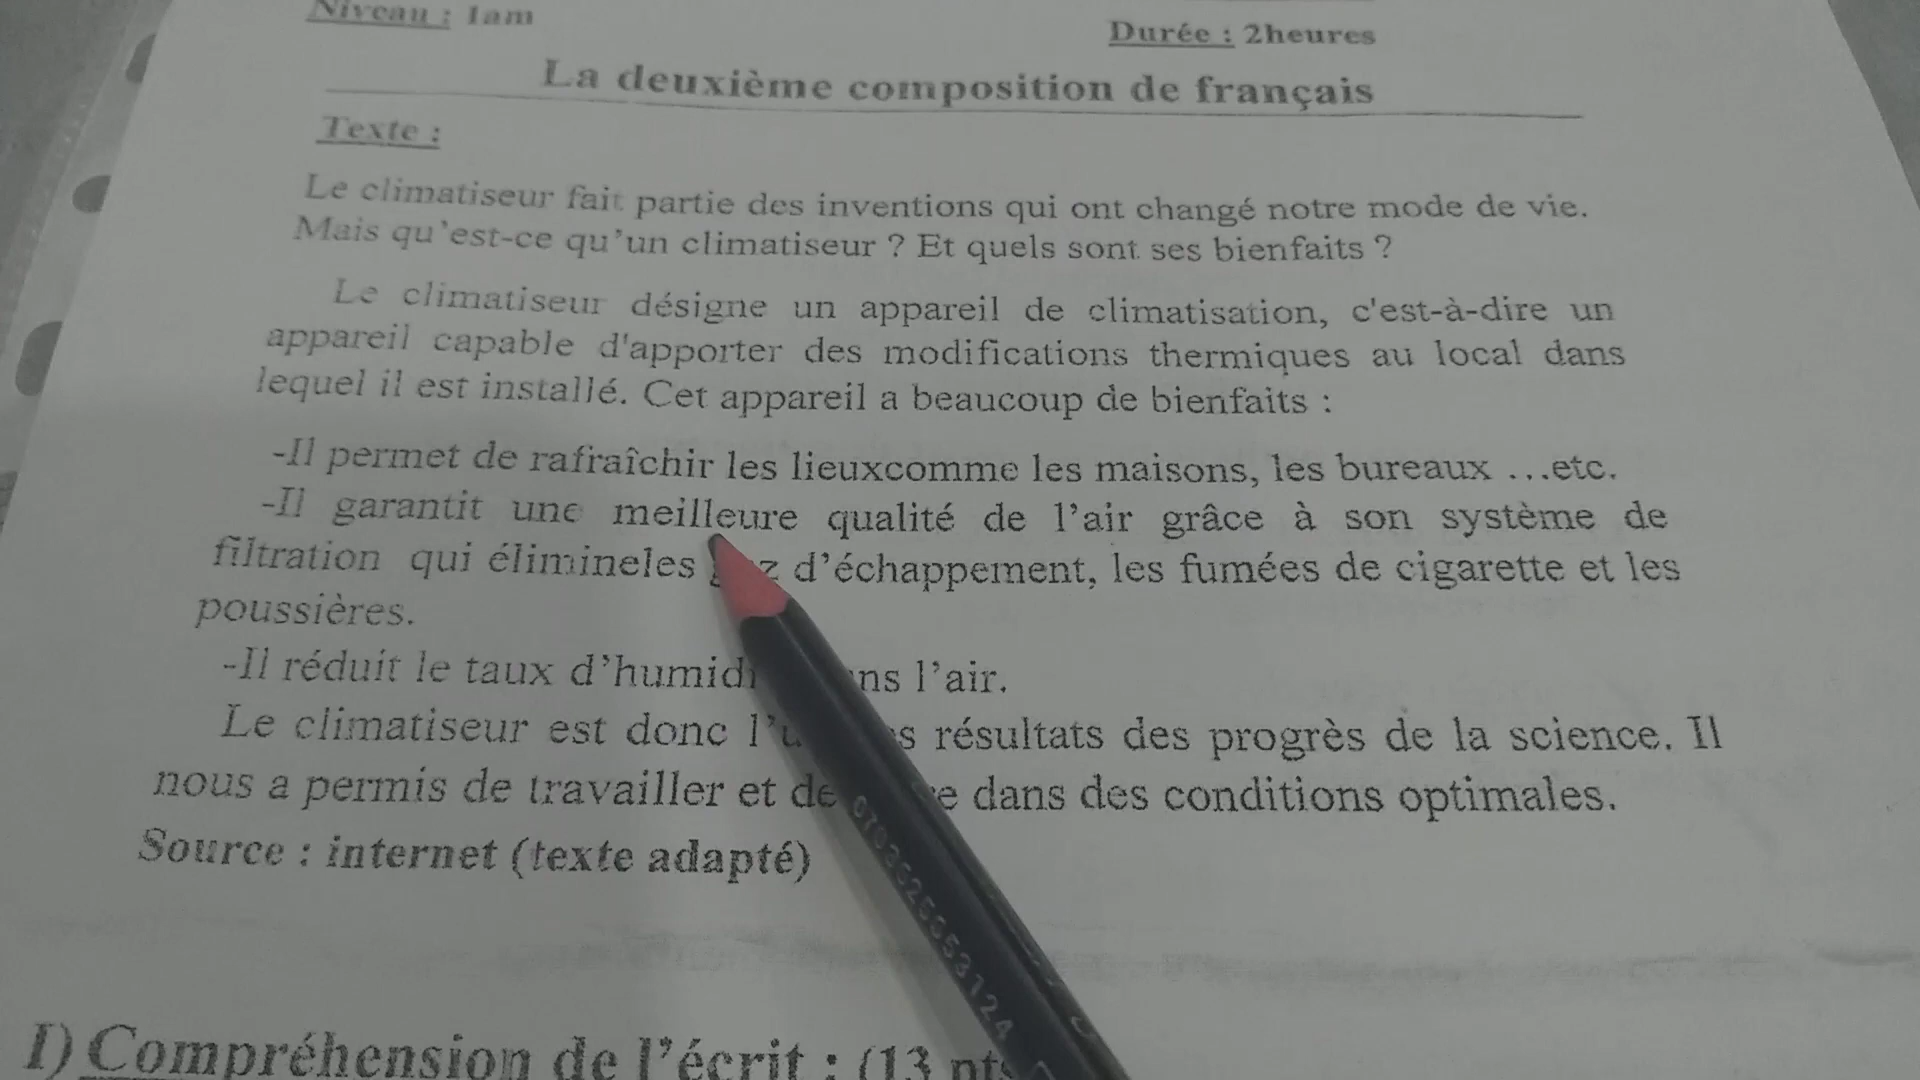 Niveau : 1am
Durée : 2heures
La deuxième composition de français
Texte :
Le climatiseur fait partie des inventions qui ont changé notre mode de vie.
Mais qu'est-ce qu'un climatiseur ? Et quels sont ses bienfaits ?
Le climatiseur désigne un appareil de climatisation, c'est-à-dire un
appareil capable d'apporter des modifications thermiques au local dans
lequel il est installé. Cet appareil a beaucoup de bienfaits :
-Il permet de rafraîchir les lieuxcomme les maisons, les bureaux ...etc.
-Il garantit une meilleure qualité de l'air grâce à son système de
filtration qui élimineles d'échappement, les fumées de cigarette et les
poussières.
-Il réduit le taux l'air.
Le climatiseur est donc résultats des progrès de la science. Il
nous a permis de travailler et de dans des conditions optimales.
Source : internet (texte adapté)
I) Compréhension de l'écrit : (13 pts